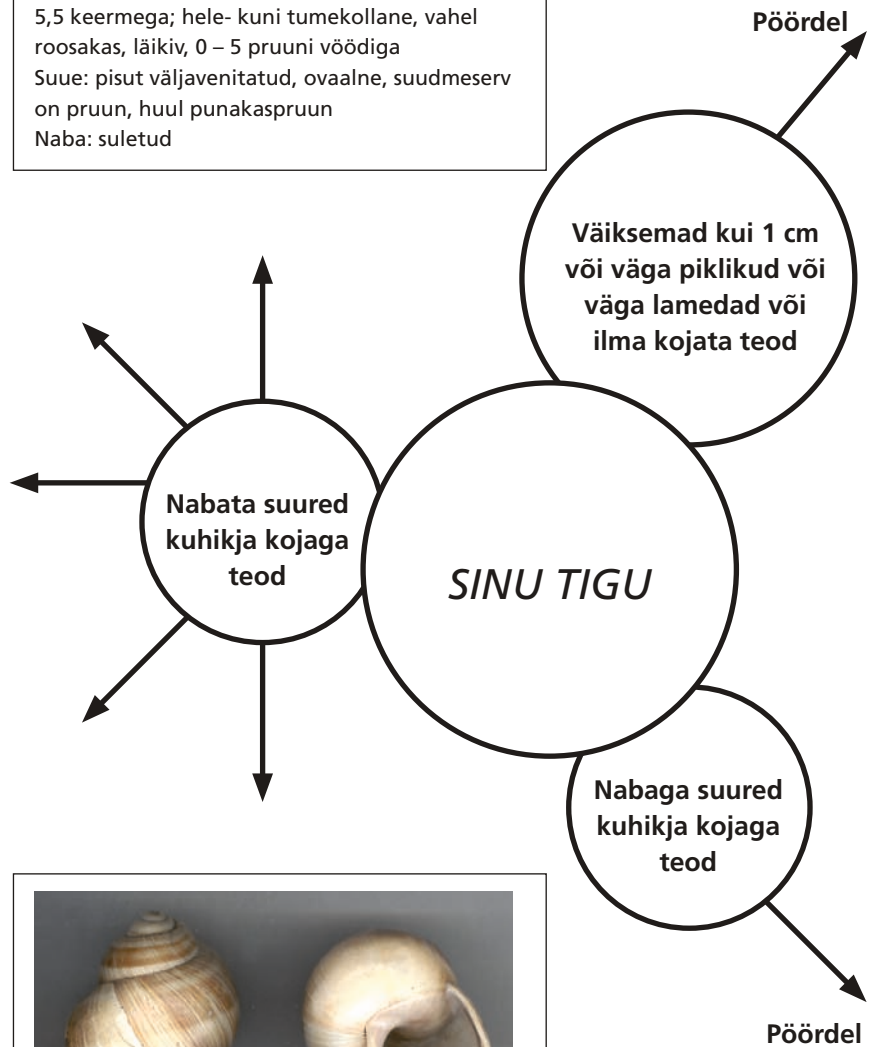 5,5 keermega; hele- kuni tumekollane, vahel
roosakas, läikiv, 0 – 5 pruuni vöödiga
Suue: pisut väljavenitatud, ovaalne, suudmeserv
on pruun, huul punakaspruun
Naba: suletud
Pöördel
Väiksemad kui 1 cm
või väga piklikud või
väga lamedad või
ilma kojata teod
Nabata suured
kuhikja kojaga
teod
SINU TIGU
Nabaga suured
kuhikja kojaga
teod
Pöördel